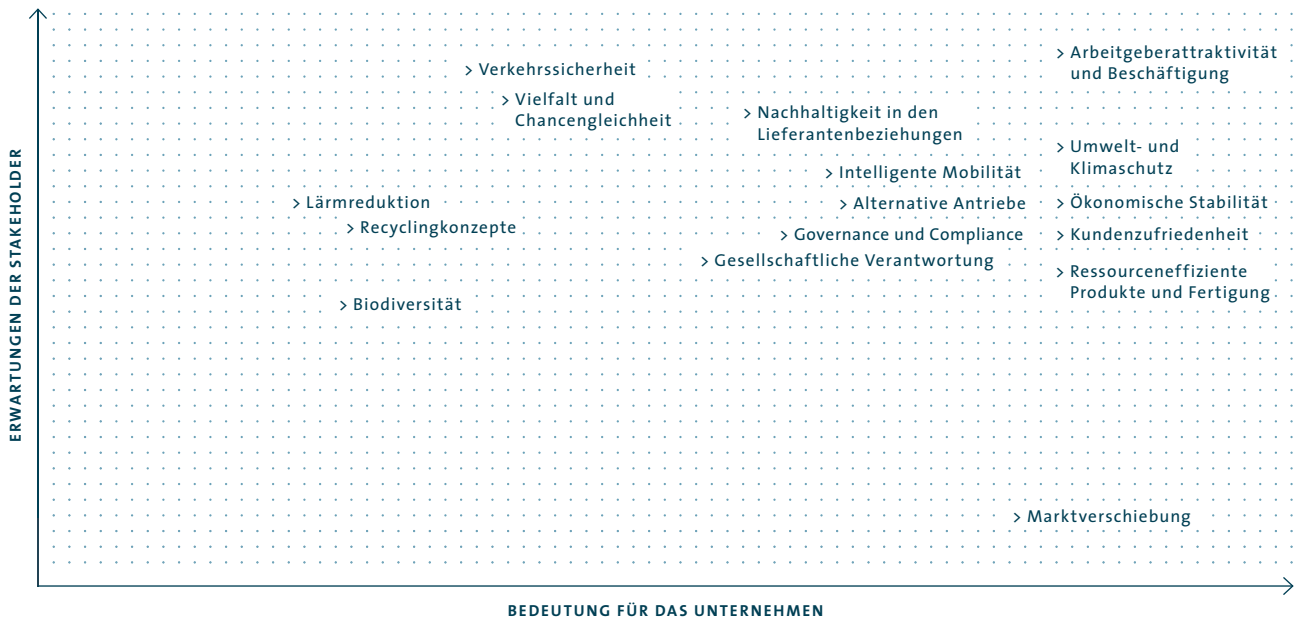 > Arbeitgeberattraktivität
und Beschäftigung
> Verkehrssicherheit
> Vielfalt und
Chancengleichheit
> Nachhaltigkeit in den
Lieferantenbeziehungen
> Umwelt- und
Klimaschutz
> Intelligente Mobilität
> Lärmreduktion
> Alternative Antriebe
> Ökonomische Stabilität
> Recyclingkonzepte
> Governance und Compliance
> Kundenzufriedenheit
> Gesellschaftliche Verantwortung
> Ressourceneffiziente
Produkte und Fertigung
> Biodiversität
> Marktverschiebung
ERWARTUNGEN DER STAKEHOLDER
BEDEUTUNG FÜR DAS UNTERNEHMEN